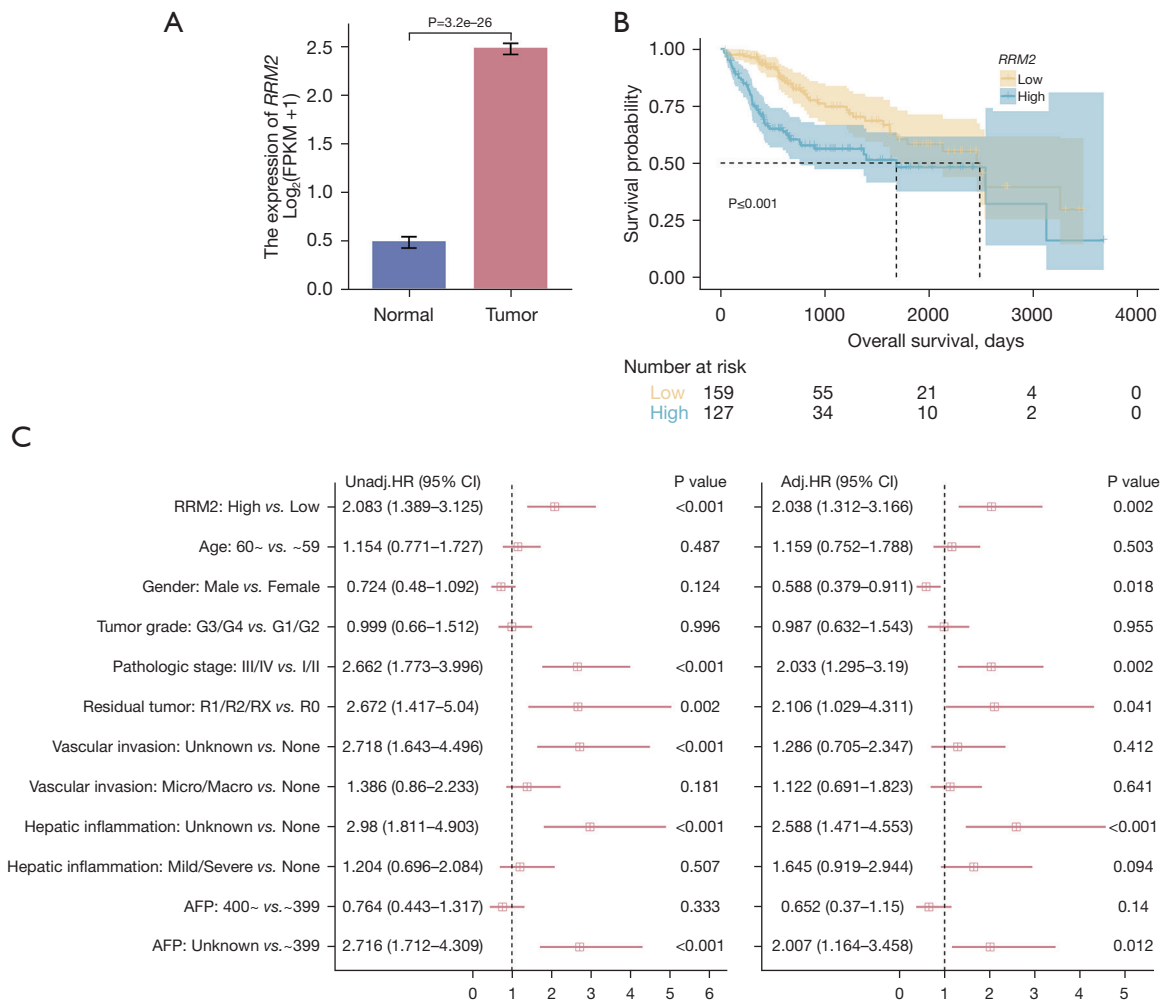 A
P=3.2e–26
The expression of RRM2
Log2(FPKM +1)
2.5
2.0
1.5
1.0
0.5
0.0
Normal Tumor
B
RRM2
Low
High
Survival probability
1.00
0.75
0.50
0.25
0.00
P≤0.001
0 1000 2000 3000 4000
Overall survival, days
Number at risk
Low 159 55 21 4 0
High 127 34 10 2 0
C
Unadj.HR (95% CI) P value Adj.HR (95% CI) P value
RRM2: High vs. Low 2.083 (1.389–3.125) <0.001 2.038 (1.312–3.166) 0.002
Age: 60~ vs. ~59 1.154 (0.771–1.727) 0.487 1.159 (0.752–1.788) 0.503
Gender: Male vs. Female 0.724 (0.48–1.092) 0.124 0.588 (0.379–0.911) 0.018
Tumor grade: G3/G4 vs. G1/G2 0.999 (0.66–1.512) 0.996 0.987 (0.632–1.543) 0.955
Pathologic stage: III/IV vs. I/II 2.662 (1.773–3.996) <0.001 2.033 (1.295–3.19) 0.002
Residual tumor: R1/R2/RX vs. R0 2.672 (1.417–5.04) 0.002 2.106 (1.029–4.311) 0.041
Vascular invasion: Unknown vs. None 2.718 (1.643–4.496) <0.001 1.286 (0.705–2.347) 0.412
Vascular invasion: Micro/Macro vs. None 1.386 (0.86–2.233) 0.181 1.122 (0.691–1.823) 0.641
Hepatic inflammation: Unknown vs. None 2.98 (1.811–4.903) <0.001 2.588 (1.471–4.553) <0.001
Hepatic inflammation: Mild/Severe vs. None 1.204 (0.696–2.084) 0.507 1.645 (0.919–2.944) 0.094
AFP: 400~ vs.~399 0.764 (0.443–1.317) 0.333 0.652 (0.37–1.15) 0.14
AFP: Unknown vs.~399 2.716 (1.712–4.309) <0.001 2.007 (1.164–3.458) 0.012
0 1 2 3 4 5 6 0 1 2 3 4 5